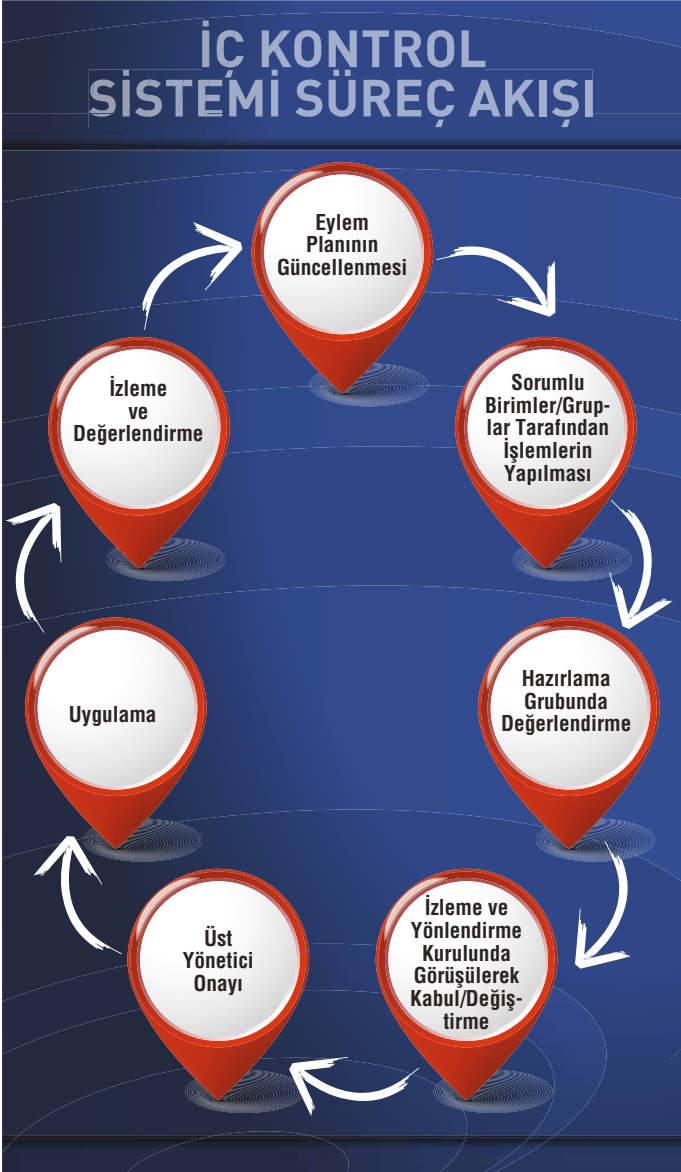 İÇ KONTROL
SİSTEMİ SÜREÇ AKIŞI
Eylem
Planının
Güncellenmesi
Sorumlu
Birimler/Grup-
lar Tarafından
İşlemlerin
Yapılması
Hazırlama
Grubunda
Değerlendirme
İzleme ve
Yönlendirme
Kurulunda
Görüşülerek
Kabul/Değiş-
tirme
Üst
Yönetici
Onayı
Uygulama
İzleme
ve
Değerlendirme